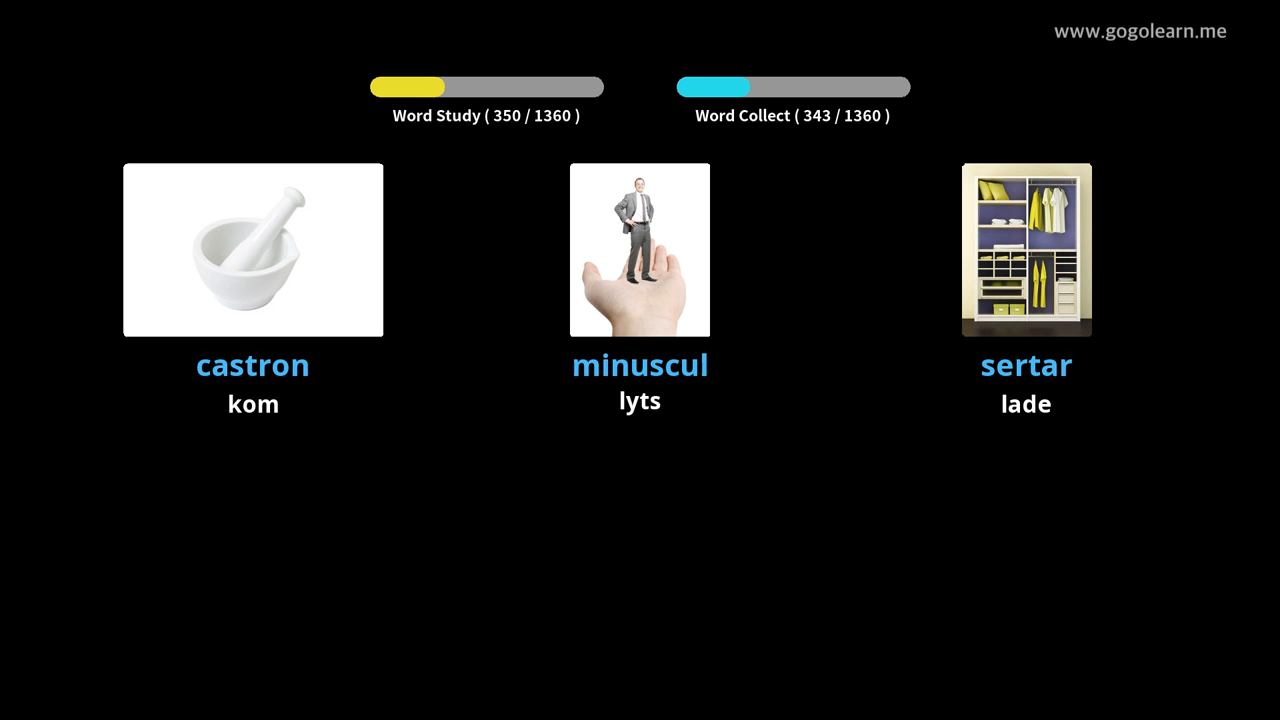 www.gogolearn.me
Word Study ( 350 / 1360 )
Word Collect ( 343 / 1360 )
castron
kom
minuscul
lyts
sertar
lade